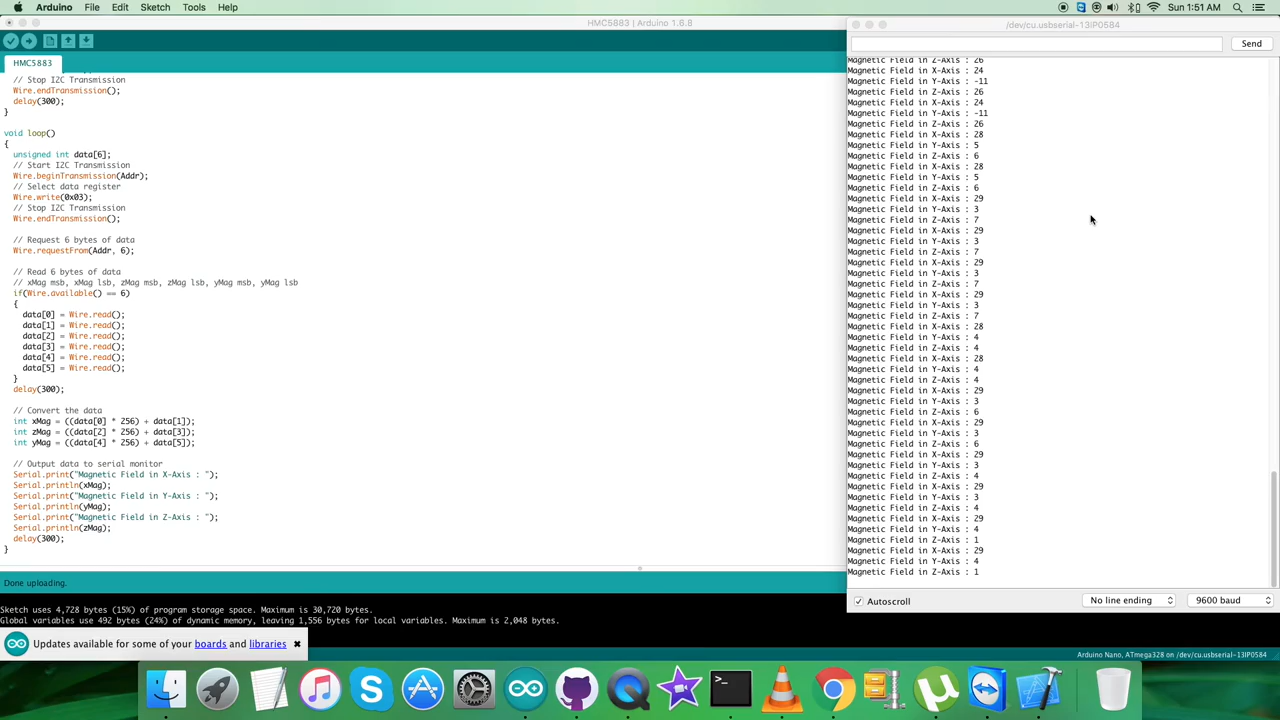 Arduino File Edit Sketch Tools Help
Sun 1:51 AM
HMC5883 | Arduino 1.6.8
HMC5883
// Stop I2C Transmission
Wire.endTransmission();
delay(300);
}
void loop()
{
unsigned int data[6];
// Start I2C Transmission
Wire.beginTransmission(Addr);
// Select data register
Wire.write(0x03);
// Stop I2C Transmission
Wire.endTransmission();
// Request 6 bytes of data
Wire.requestFrom(Addr, 6);
// Read 6 bytes of data
// xMag msb, xMag lsb, zMag msb, zMag lsb, yMag msb, yMag lsb
if(Wire.available() == 6)
{
data[0] = Wire.read();
data[1] = Wire.read();
data[2] = Wire.read();
data[3] = Wire.read();
data[4] = Wire.read();
data[5] = Wire.read();
}
delay(300);
// Convert the data
int xMag = ((data[0] * 256) + data[1]);
int zMag = ((data[2] * 256) + data[3]);
int yMag = ((data[4] * 256) + data[5]);
// Output data to serial monitor
Serial.print("Magnetic Field in X-Axis : ");
Serial.println(xMag);
Serial.print("Magnetic Field in Y-Axis : ");
Serial.println(yMag);
Serial.print("Magnetic Field in Z-Axis : ");
Serial.println(zMag);
delay(300);
}
Done uploading.
Sketch uses 4,728 bytes (15%) of program storage space. Maximum is 30,720 bytes.
Global variables use 492 bytes (24%) of dynamic memory, leaving 1,556 bytes for local variables. Maximum is 2,048 bytes.
Updates available for some of your boards and libraries ✖
Arduino Nano, ATmega328 on /dev/cu.usbserial-13IP0584
/dev/cu.usbserial-13IP0584
Send
Magnetic Field in Z-Axis : 26
Magnetic Field in X-Axis : 24
Magnetic Field in Y-Axis : -11
Magnetic Field in Z-Axis : 26
Magnetic Field in X-Axis : 24
Magnetic Field in Y-Axis : -11
Magnetic Field in Z-Axis : 26
Magnetic Field in X-Axis : 28
Magnetic Field in Y-Axis : 5
Magnetic Field in Z-Axis : 6
Magnetic Field in X-Axis : 28
Magnetic Field in Y-Axis : 5
Magnetic Field in Z-Axis : 6
Magnetic Field in X-Axis : 29
Magnetic Field in Y-Axis : 3
Magnetic Field in Z-Axis : 7
Magnetic Field in X-Axis : 29
Magnetic Field in Y-Axis : 3
Magnetic Field in Z-Axis : 7
Magnetic Field in X-Axis : 29
Magnetic Field in Y-Axis : 3
Magnetic Field in Z-Axis : 7
Magnetic Field in X-Axis : 29
Magnetic Field in Y-Axis : 3
Magnetic Field in Z-Axis : 7
Magnetic Field in X-Axis : 28
Magnetic Field in Y-Axis : 4
Magnetic Field in Z-Axis : 4
Magnetic Field in X-Axis : 28
Magnetic Field in Y-Axis : 4
Magnetic Field in Z-Axis : 4
Magnetic Field in X-Axis : 29
Magnetic Field in Y-Axis : 3
Magnetic Field in Z-Axis : 6
Magnetic Field in X-Axis : 29
Magnetic Field in Y-Axis : 3
Magnetic Field in Z-Axis : 6
Magnetic Field in X-Axis : 29
Magnetic Field in Y-Axis : 3
Magnetic Field in Z-Axis : 4
Magnetic Field in X-Axis : 29
Magnetic Field in Y-Axis : 3
Magnetic Field in Z-Axis : 4
Magnetic Field in X-Axis : 29
Magnetic Field in Y-Axis : 4
Magnetic Field in Z-Axis : 1
Magnetic Field in X-Axis : 29
Magnetic Field in Y-Axis : 4
Magnetic Field in Z-Axis : 1
Autoscroll
No line ending
9600 baud